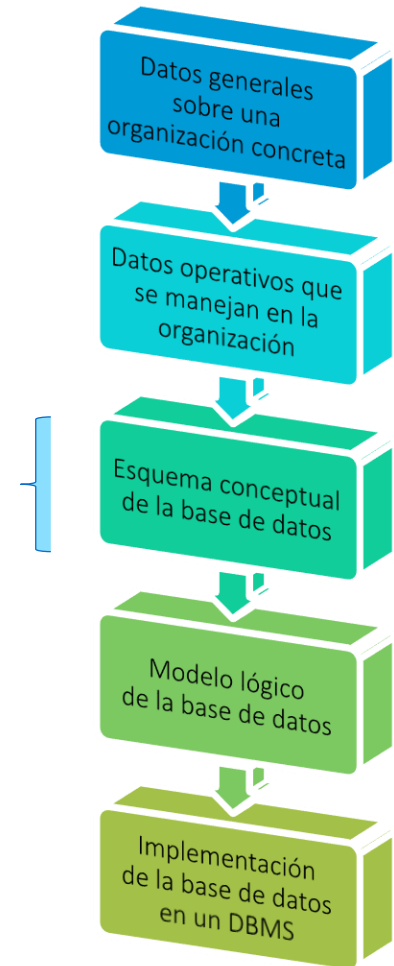 Datos generales
sobre una
organización concreta
Datos operativos que
se manejan en la
organización
Esquema conceptual
de la base de datos
Modelo lógico
de la base de datos
Implementación
de la base de datos
en un DBMS